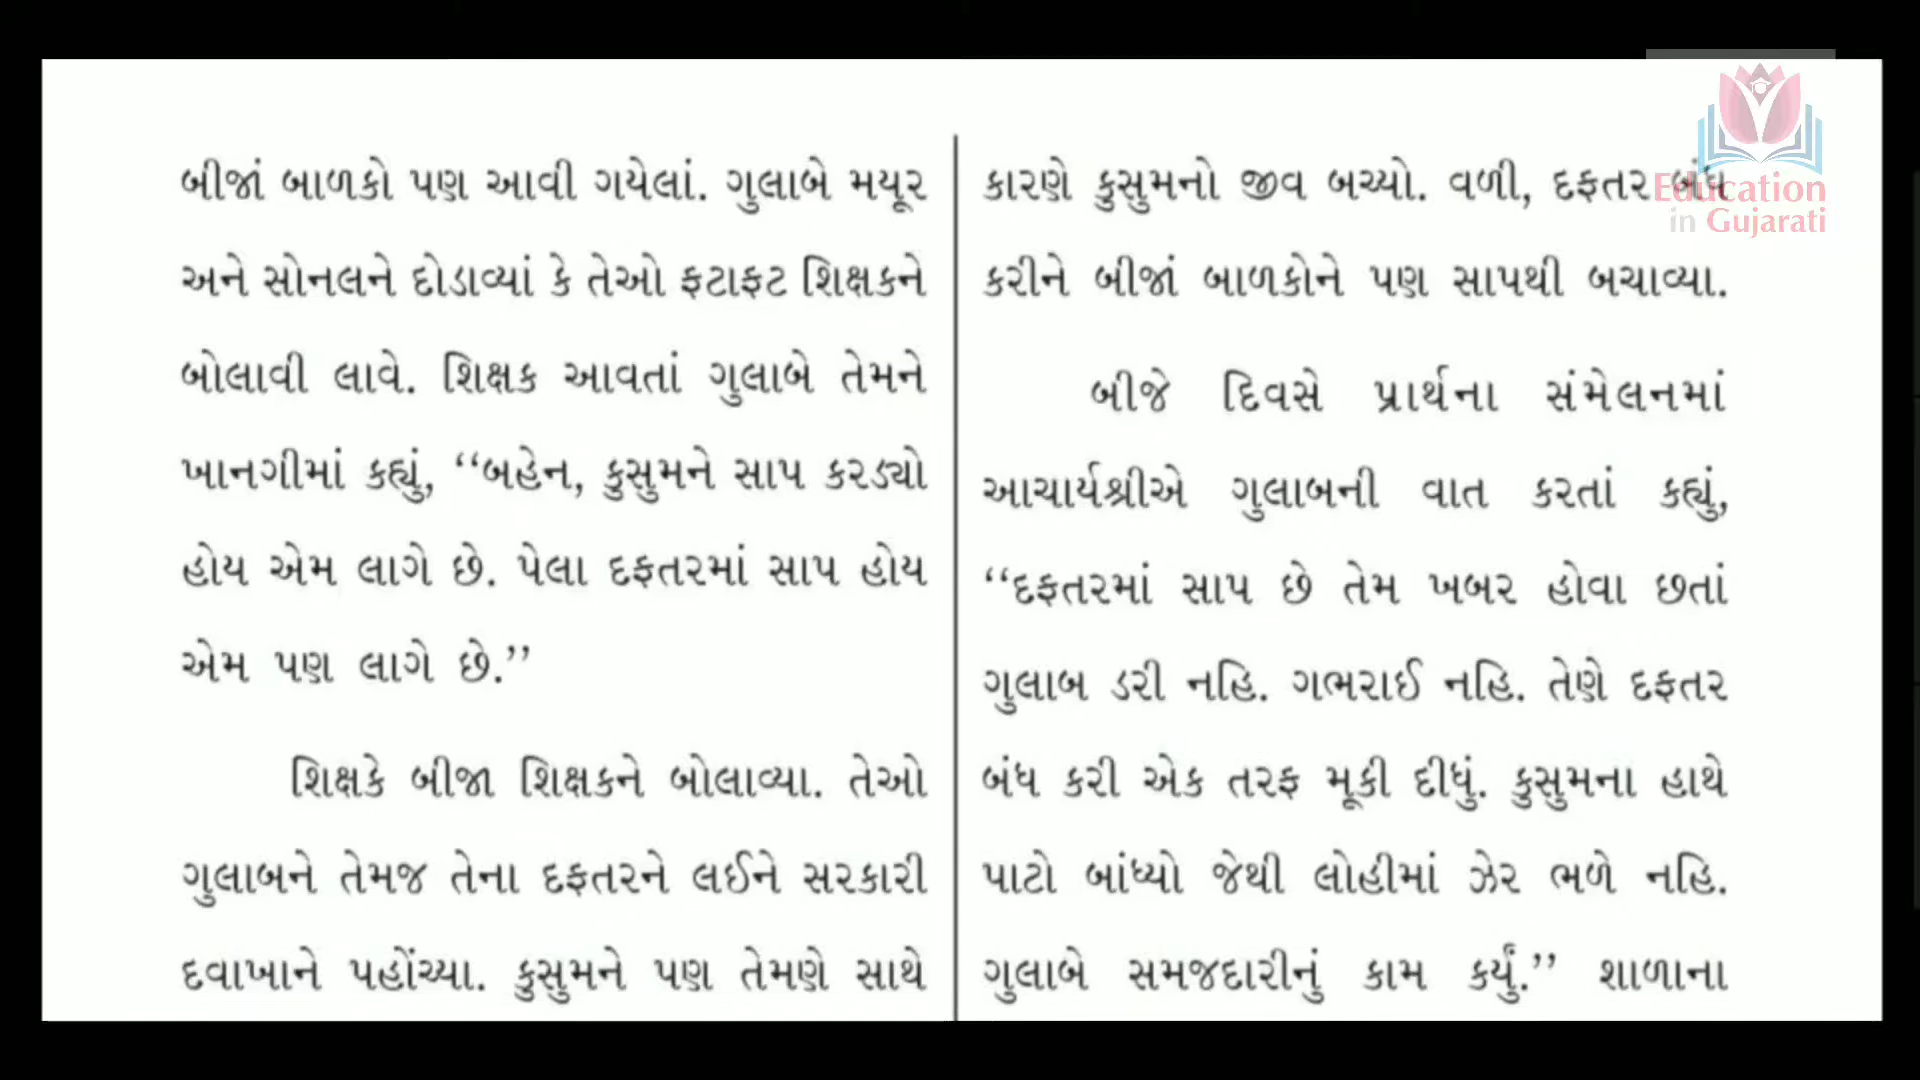 બીજાં બાળકો પણ આવી ગયેલાં. ગુલાબે મયૂર
અને સોનલને દોડાવ્યાં કે તેઓ ફટાફટ શિક્ષકને
બોલાવી લાવે. શિક્ષક આવતાં ગુલાબે તેમને
ખાનગીમાં કહ્યું, ‘‘બહેન, કુસુમને સાપ કરડ્યો
હોય એમ લાગે છે. પેલા દફતરમાં સાપ હોય
એમ પણ લાગે છે.’’
શિક્ષકે બીજા શિક્ષકને બોલાવ્યા. તેઓ
ગુલાબને તેમજ તેના દફતરને લઈને સરકારી
દવાખાને પહોંચ્યા. કુસુમને પણ તેમણે સાથે
કારણે કુસુમનો જીવ બચ્યો. વળી, દફતર બંધ
કરીને બીજાં બાળકોને પણ સાપથી બચાવ્યા.
બીજે દિવસે પ્રાર્થના સંમેલનમાં
આચાર્યશ્રીએ ગુલાબની વાત કરતાં કહ્યું,
‘‘દફતરમાં સાપ છે તેમ ખબર હોવા છતાં
ગુલાબ ડરી નહિ. ગભરાઈ નહિ. તેણે દફતર
બંધ કરી એક તરફ મૂકી દીધું. કુસુમના હાથે
પાટો બાંધ્યો જેથી લોહીમાં ઝેર ભળે નહિ.
ગુલાબે સમજદારીનું કામ કર્યું.’’ શાળાના
Education
in Gujarati